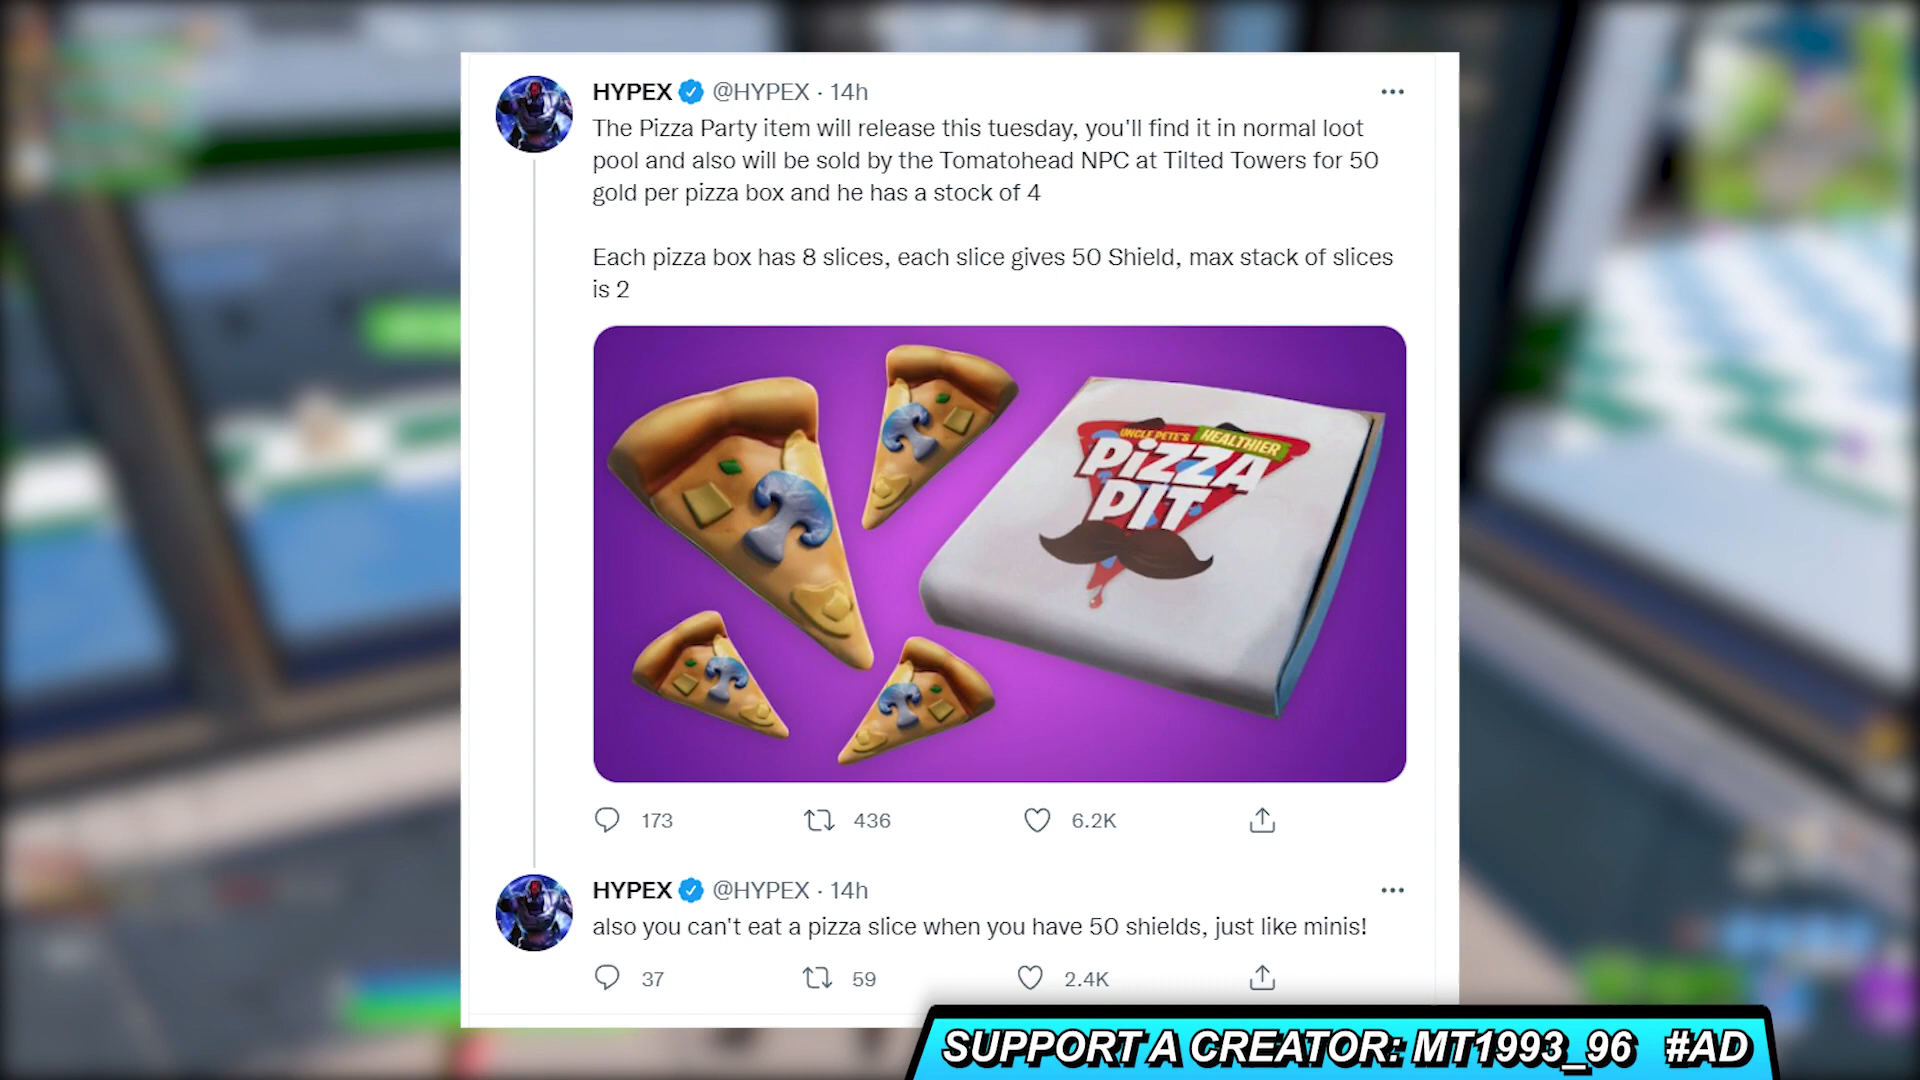 HYPEX @HYPEX · 14h
The Pizza Party item will release this tuesday, you'll find it in normal loot
pool and also will be sold by the Tomatohead NPC at Tilted Towers for 50
gold per pizza box and he has a stock of 4
Each pizza box has 8 slices, each slice gives 50 Shield, max stack of slices
is 2
UNCLE PETE'S HEALTHIER
PIZZA
PIT
173 436 6.2K
HYPEX @HYPEX · 14h
also you can't eat a pizza slice when you have 50 shields, just like minis!
37 59 2.4K
SUPPORT A CREATOR: MT1993_96 #AD